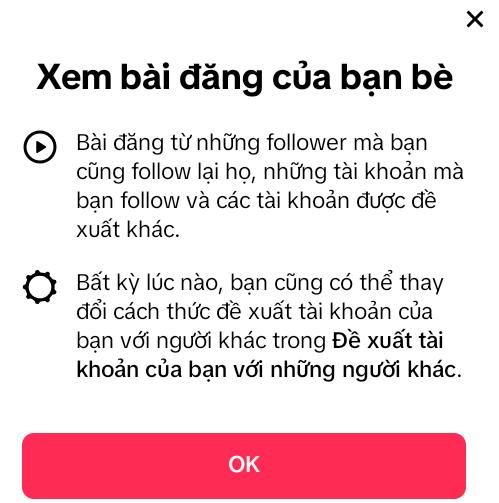 Xem bài đăng của bạn bè
Bài đăng từ những follower mà bạn
cũng follow lại họ, những tài khoản mà
bạn follow và các tài khoản được đề
xuất khác.
Bất kỳ lúc nào, bạn cũng có thể thay
đổi cách thức đề xuất tài khoản của
bạn với người khác trong Đề xuất tài
khoản của bạn với những người khác.
OK